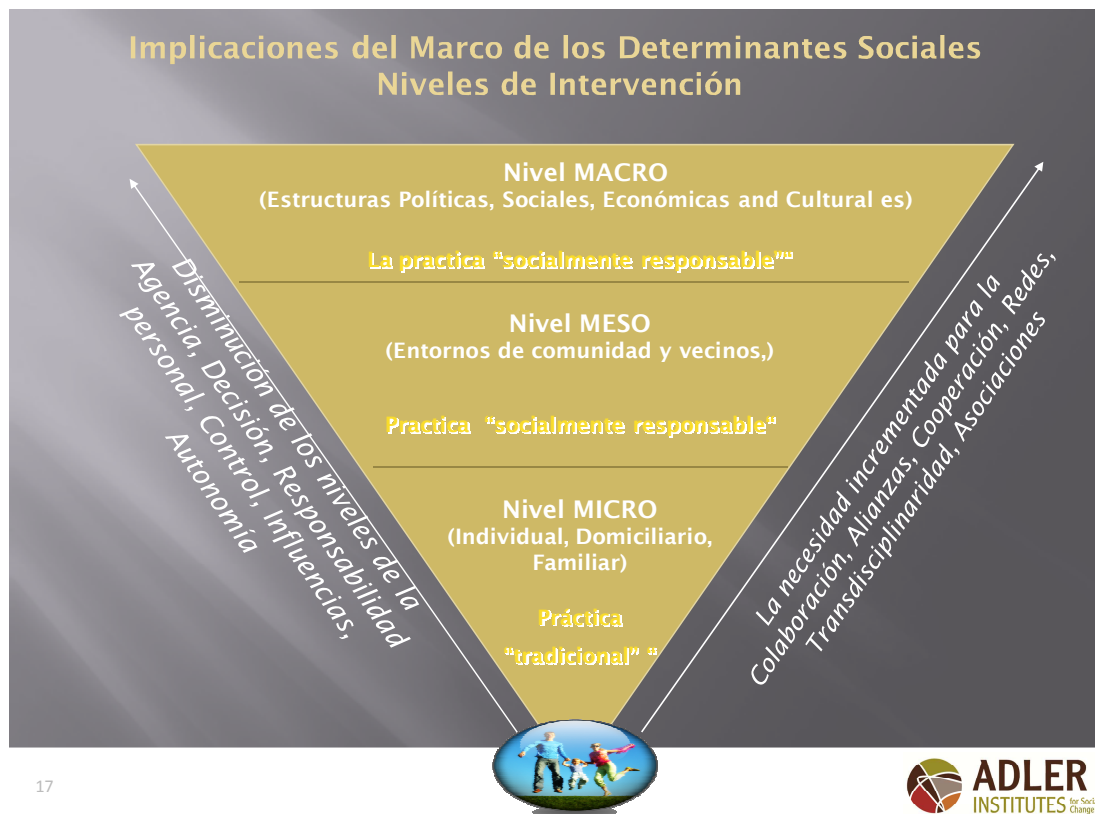 Implicaciones del Marco de los Determinantes Sociales
Niveles de Intervención
Nivel MACRO
(Estructuras Políticas, Sociales, Económicas and Cultural es)
La practica "socialmente responsable”"
Nivel MESO
(Entornos de comunidad y vecinos,)
Practica "socialmente responsable"
Nivel MICRO
(Individual, Domiciliario,
Familiar)
Práctica
"tradicional” “
Disminución de los niveles de la
Agencia, Decisión, Responsabilidad
personal, Control, Influencias,
Autonomía
La necesidad incrementada para la
Colaboración, Alianzas, Cooperación, Redes,
Transdisciplinaridad, Asociaciones
17
ADLER
INSTITUTES for Soci
Change